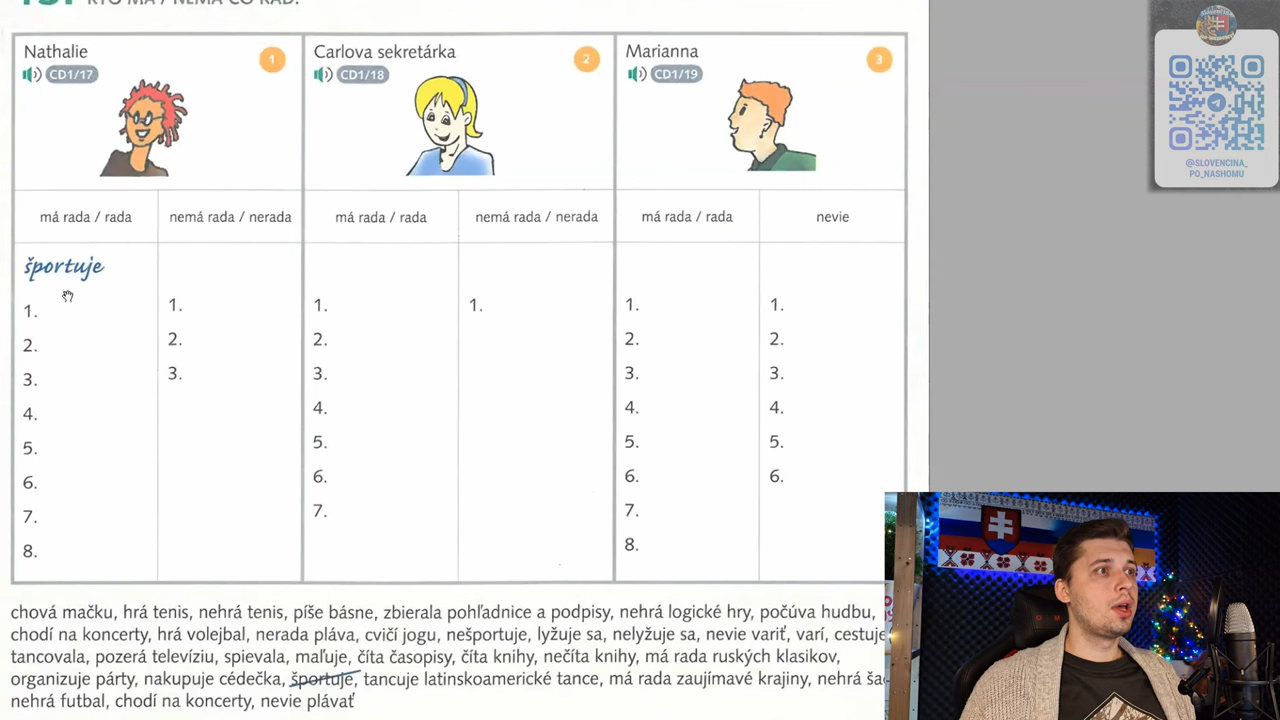 KTO MÁ / NEMÁ ČO RÁD?
Nathalie
1
CD1/17
Carlova sekretárka
2
CD1/18
Marianna
3
CD1/19
má rada / rada
nemá rada / nerada
má rada / rada
nemá rada / nerada
má rada / rada
nevie
športuje
1. 1. 1. 1. 1. 1.
2. 2. 2. 2. 2.
3. 3. 3. 3. 3.
4. 4. 4. 4.
5. 5. 5. 5.
6. 6. 6. 6.
7. 7. 7.
8. 8.
chová mačku, hrá tenis, nehrá tenis, píše básne, zbierala pohľadnice a podpisy, nehrá logické hry, počúva hudbu,
chodí na koncerty, hrá volejbal, nerada pláva, cvičí jogu, nešportuje, lyžuje sa, nelyžuje sa, nevie variť, varí, cestuje
tancovala, pozerá televíziu, spievala, maľuje, číta časopisy, číta knihy, nečíta knihy, má rada ruských klasikov,
organizuje párty, nakupuje cédečka, športuje, tancuje latinskoamerické tance, má rada zaujímavé krajiny, nehrá
nehrá futbal, chodí na koncerty, nevie plávať
@SLOVENCINA_
PO_NASHOMU